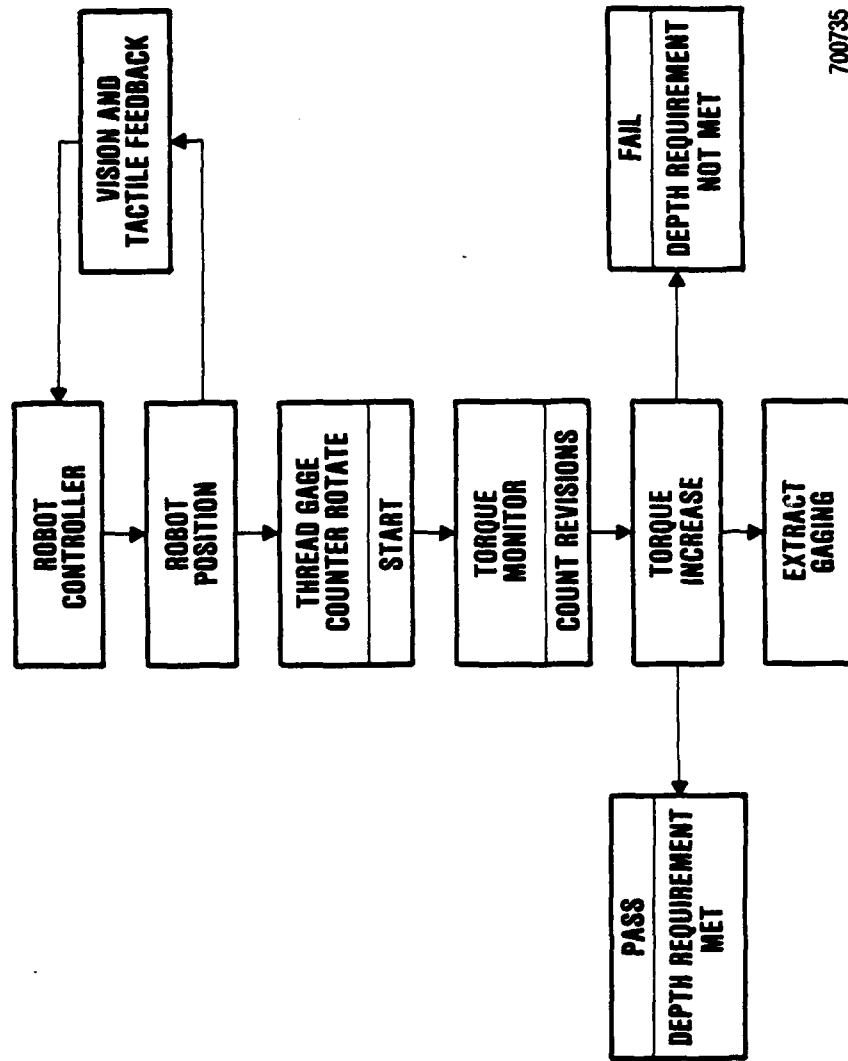 ROBOT
CONTROLLER
VISION AND
TACTILE FEEDBACK
ROBOT
POSITION
THREAD GAGE
COUNTER ROTATE
START
TORQUE
MONITOR
COUNT REVISIONS
PASS
DEPTH REQUIREMENT
MET
TORQUE
INCREASE
FAIL
DEPTH REQUIREMENT
NOT MET
EXTRACT
GAGING
700735